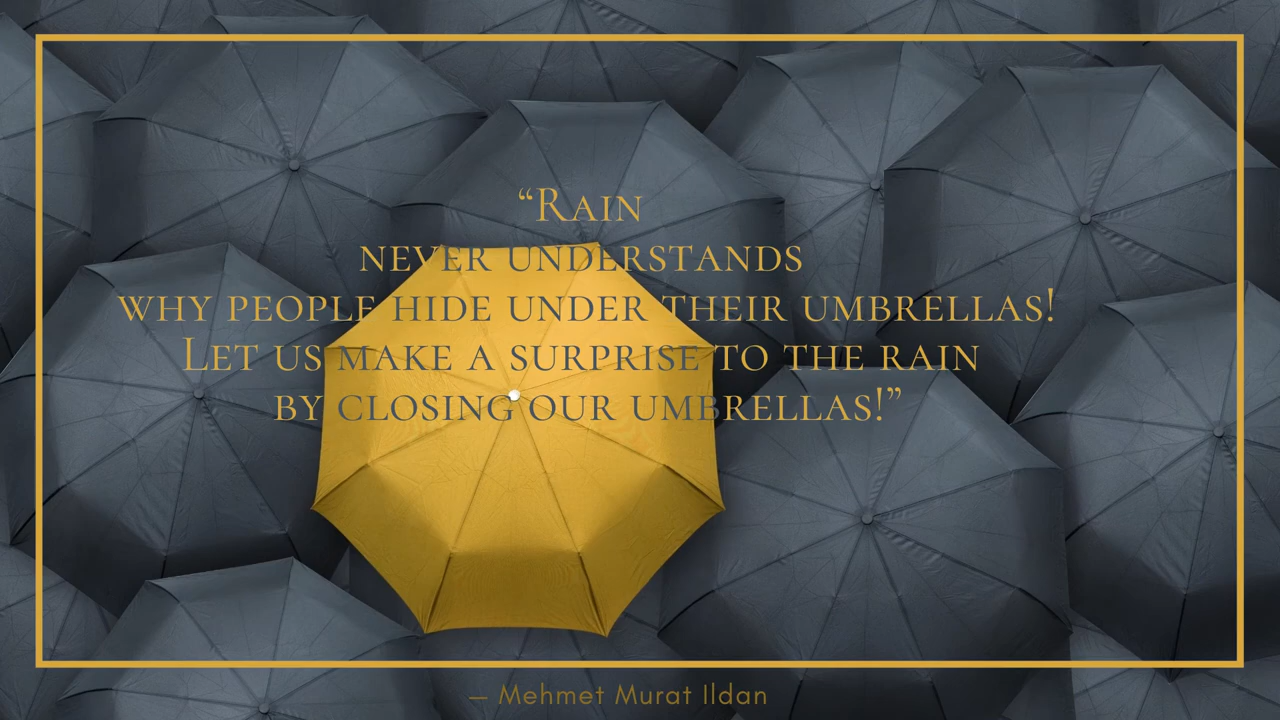 “Rain
never understands
why people hide under their umbrellas!
Let us make a surprise to the rain
by closing our umbrellas!”
— Mehmet Murat Ildan